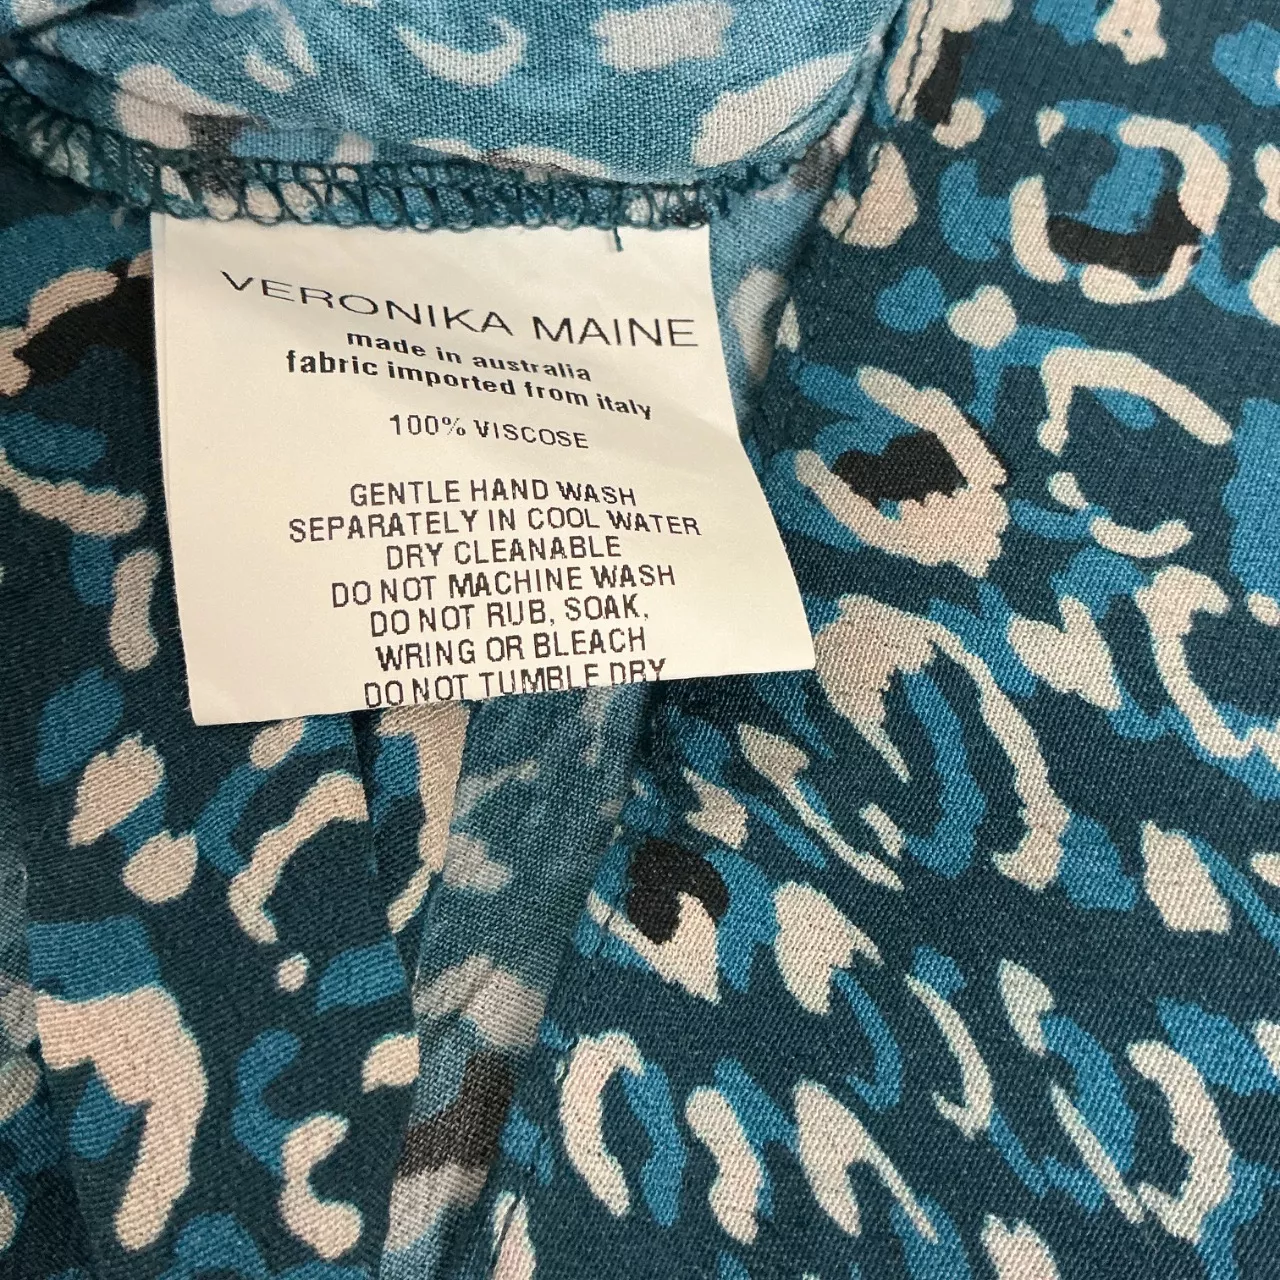 VERONIKA MAINE
made in australia
fabric imported from italy
100% VISCOSE
GENTLE HAND WASH
SEPARATELY IN COOL WATER
DRY CLEANABLE
DO NOT MACHINE WASH
DO NOT RUB, SOAK,
WRING OR BLEACH
DO NOT TUMBLE DRY